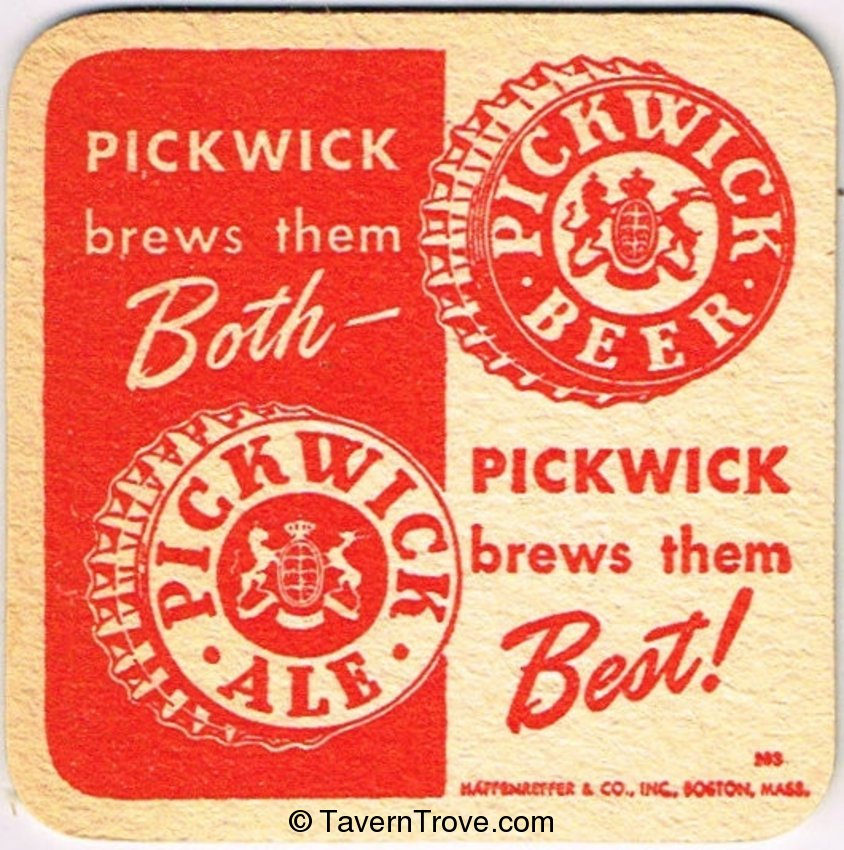 PICKWICK
brews them
Both—
PICKWICK
· BEER ·
PICKWICK
· ALE ·
PICKWICK
brews them
Best!
203
HAFFENREFFER & CO., INC., BOSTON, MASS.
© TavernTrove.com